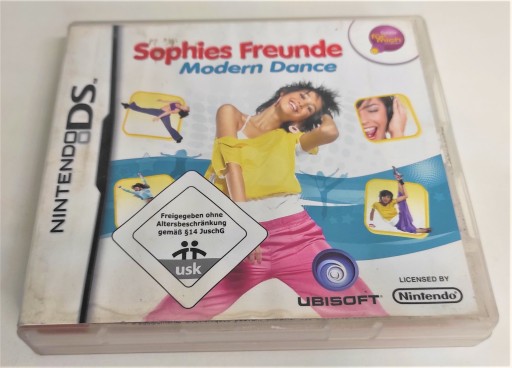 Sophies Freunde
Modern Dance
NINTENDO DS.
Freigegeben ohne
Altersbeschränkung
gemäß §14 JuschG
usk
UBISOFT
LICENSED BY
Nintendo